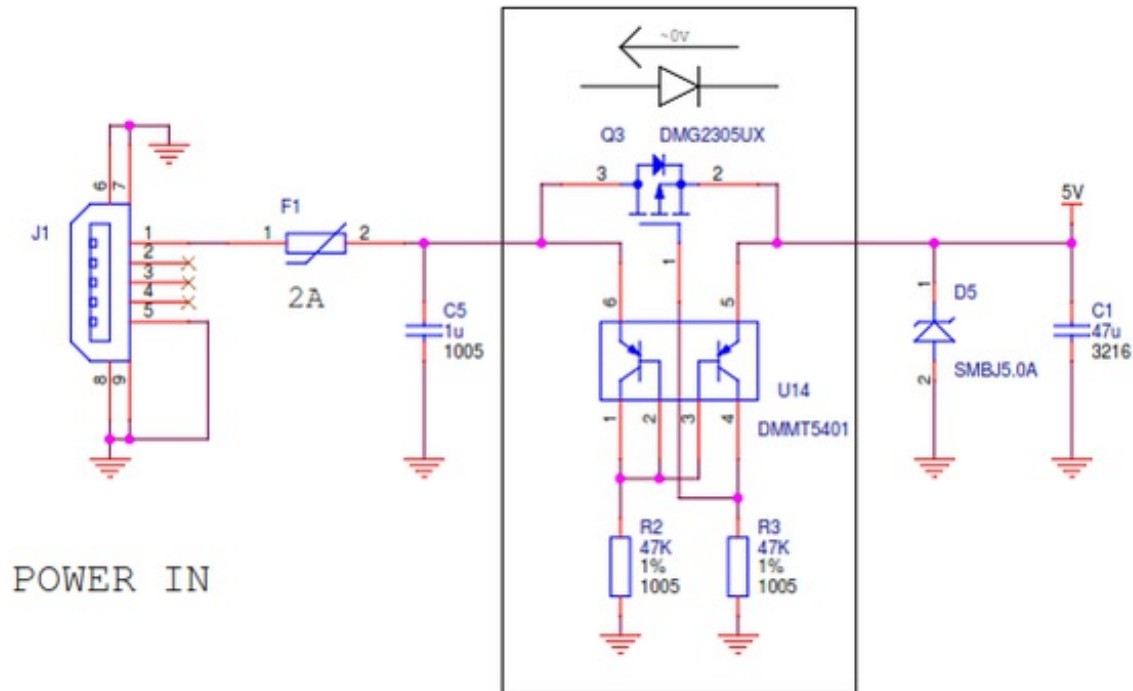 ~0v
Q3 DMG2305UX
3 2
1
6 7
J1
1
2
3
4
5
8 9
F1
1 2
2A
C5
1u
1005
6 5
U14
DMMT5401
1 2 3 4
R2
47K
1%
1005
R3
47K
1%
1005
5V
1
D5
2
SMBJ5.0A
C1
47u
3216
POWER IN